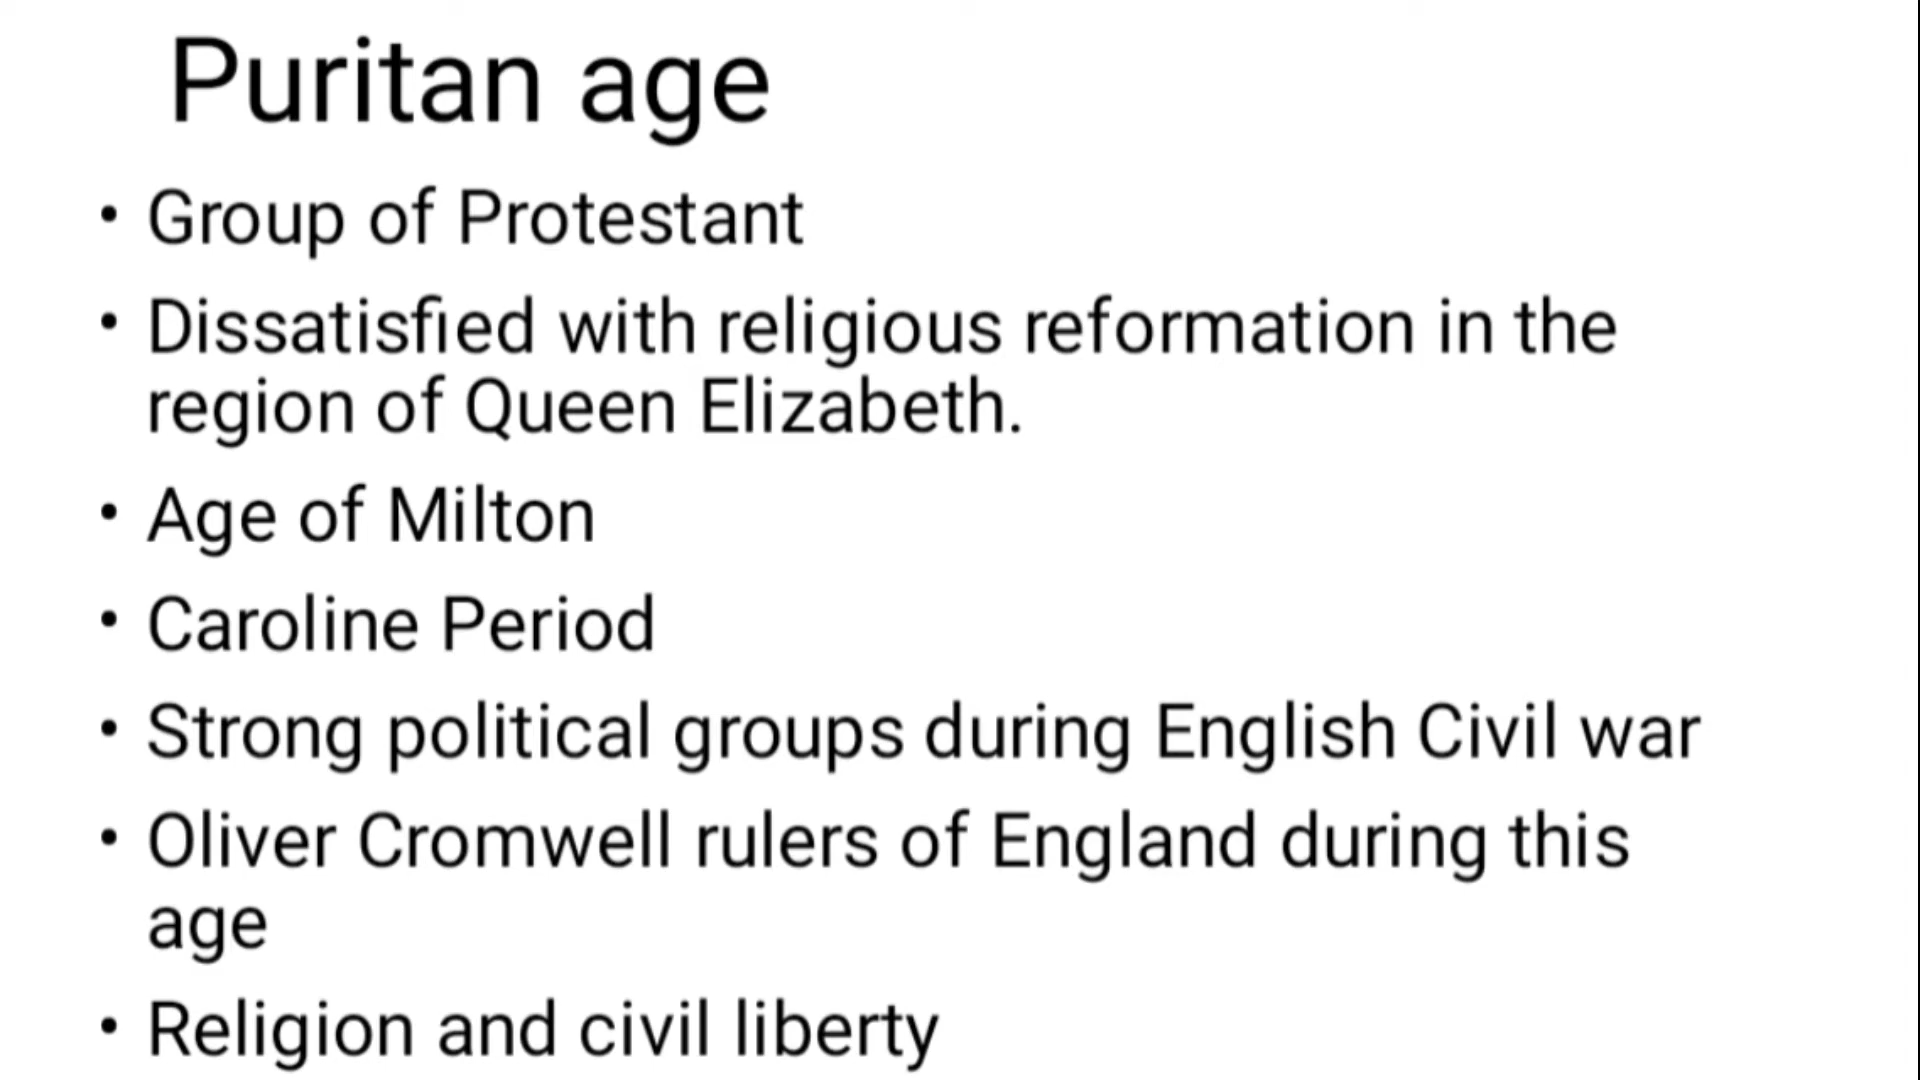 Puritan age
• Group of Protestant
• Dissatisfied with religious reformation in the
region of Queen Elizabeth.
• Age of Milton
• Caroline Period
• Strong political groups during English Civil war
• Oliver Cromwell rulers of England during this
age
• Religion and civil liberty